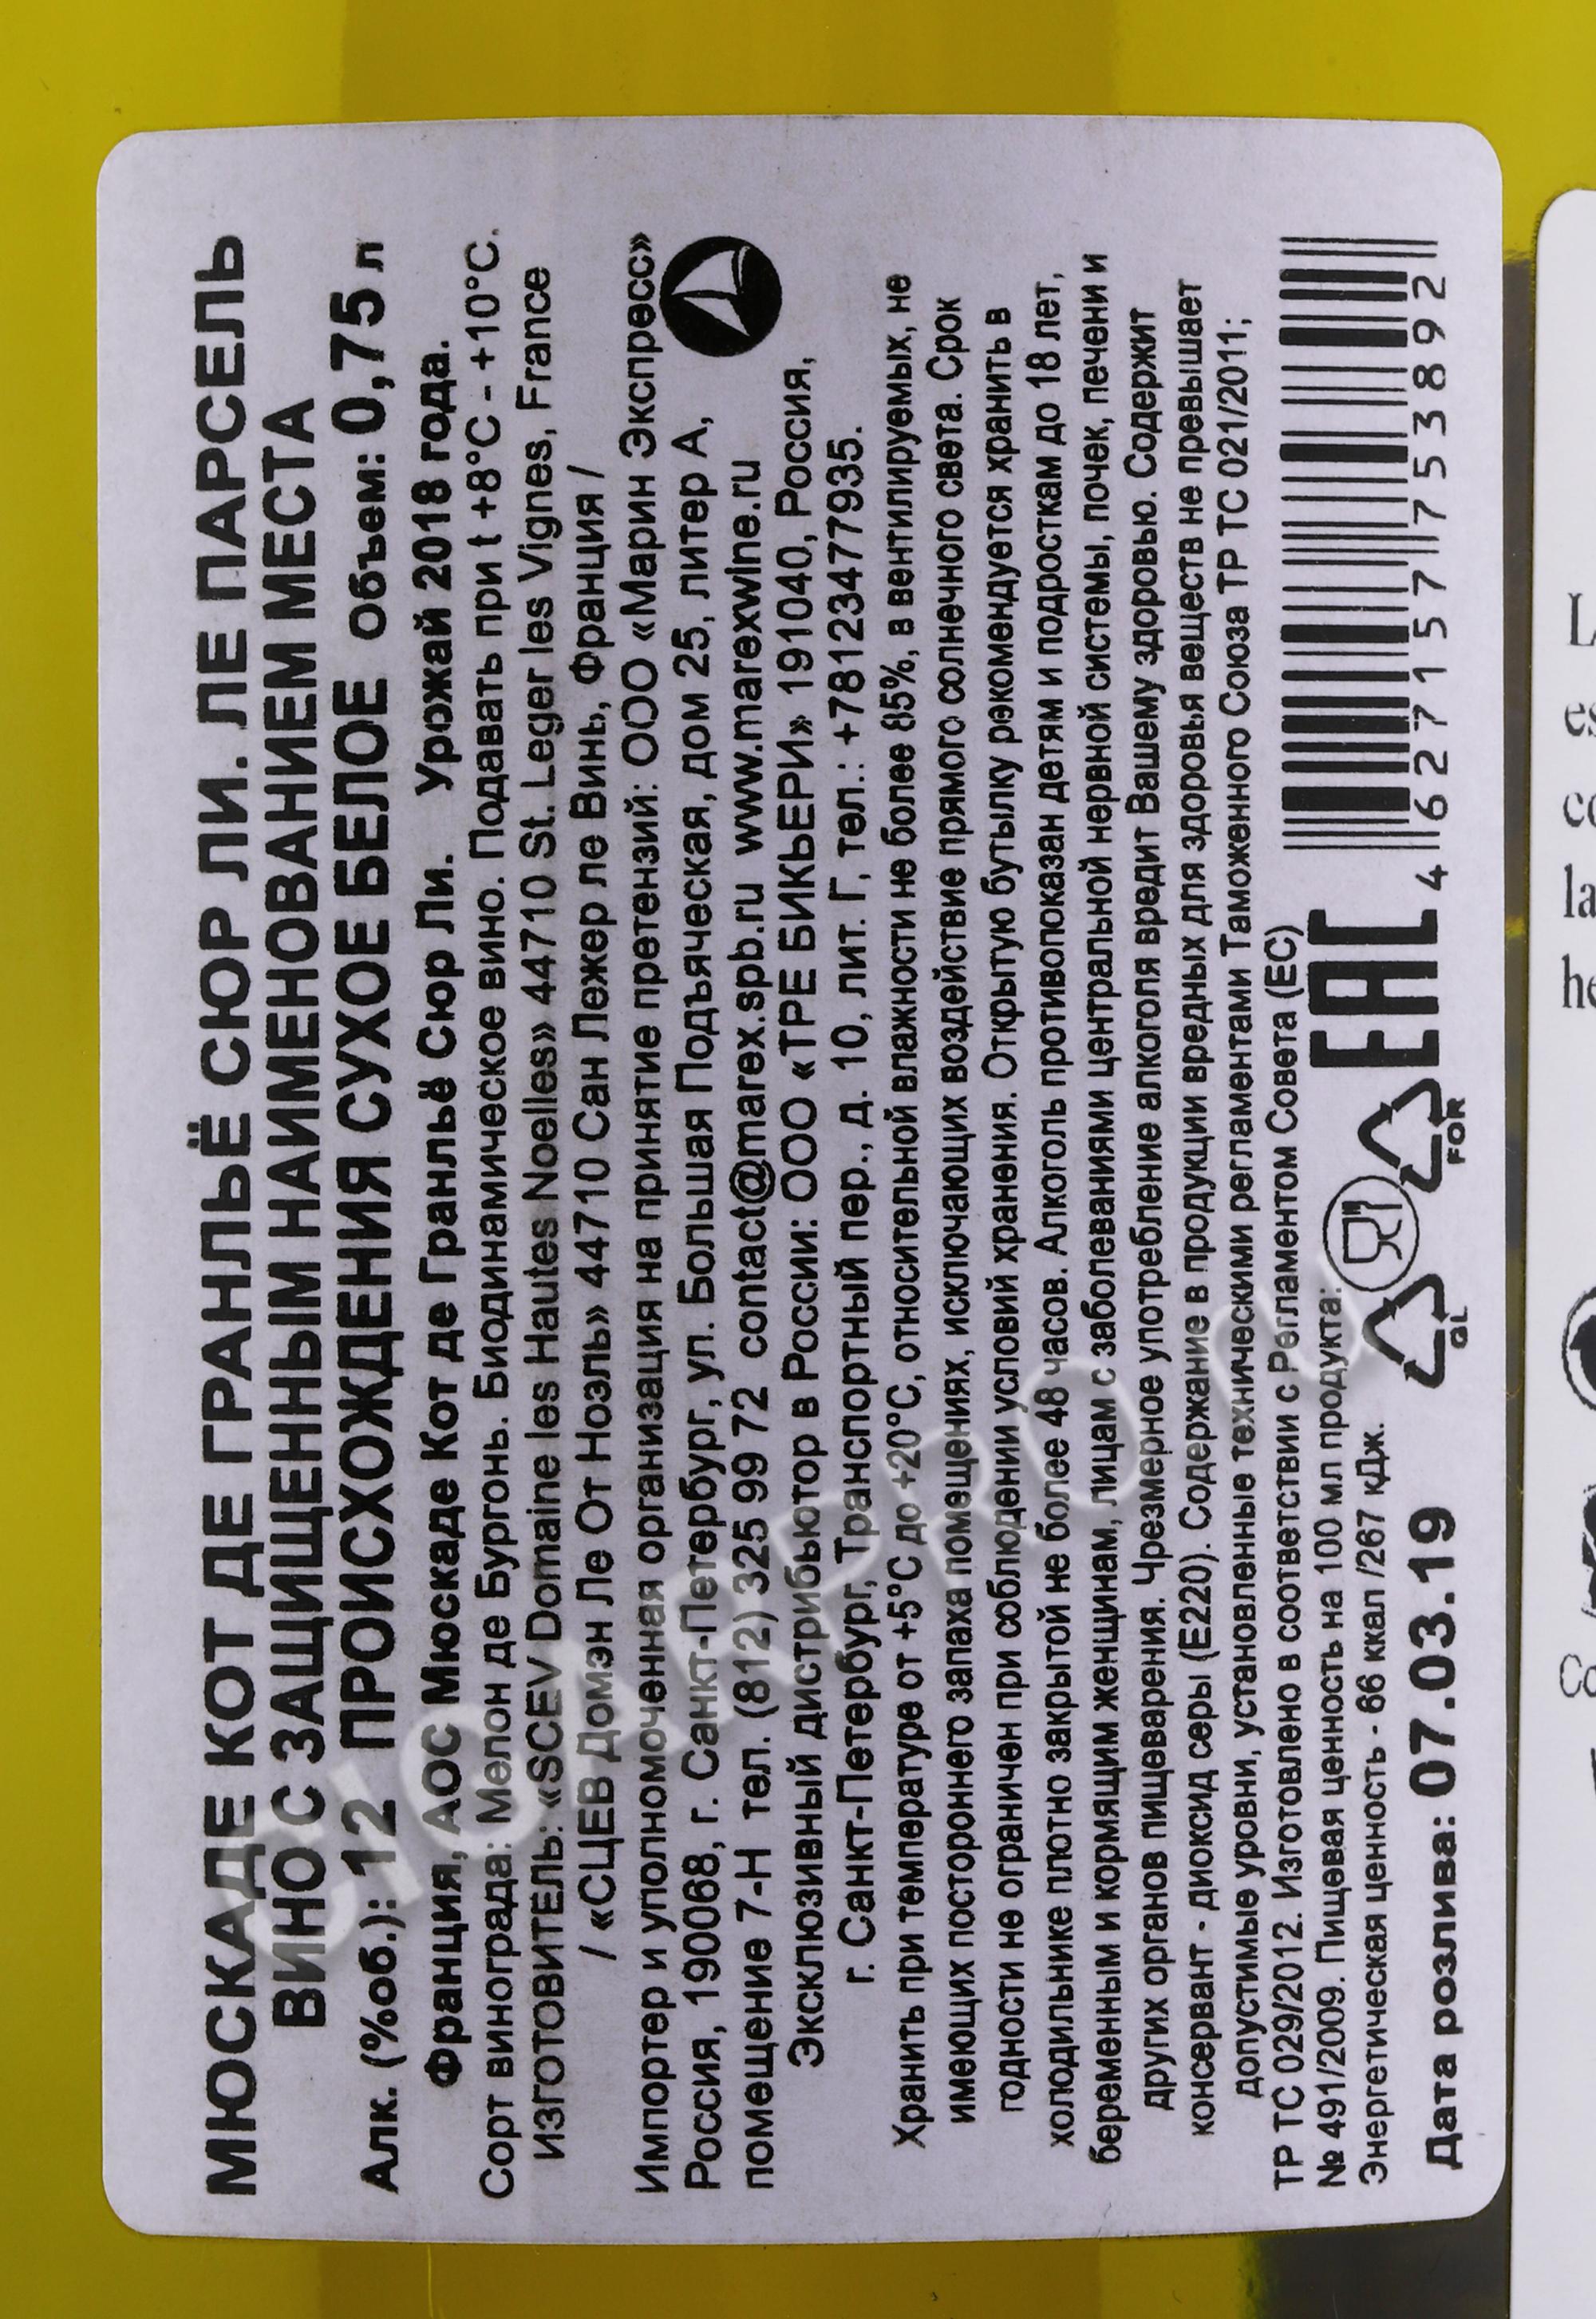 МЮСКАДЕ КОТ ДЕ ГРАНЛЬЁ СЮР ЛИ. ЛЕ ПАРСЕЛЬ
ВИНО С ЗАЩИЩЕННЫМ НАИМЕНОВАНИЕМ МЕСТА
Алк. (%об.): 12 ПРОИСХОЖДЕНИЯ СУХОЕ БЕЛОЕ объем: 0,75 л
Франция, АОС Мюскаде Кот де Гранльё Сюр Ли. Урожай 2018 года.
Сорт винограда: Мелон де Бургонь. Биодинамическое вино. Подавать при t +8°C - +10°C.
ИЗГОТОВИТЕЛЬ: «SCEV Domaine les Hautes Noelles» 44710 St. Leger les Vignes, France
/ «СЦЕВ Домэн Ле От Ноэль» 44710 Сан Лежер ле Винь, Франция /
Импортер и уполномоченная организация на принятие претензий: ООО «Марин Экспресс»
Россия, 190068, г. Санкт-Петербург, ул. Большая Подъяческая, дом 25, литер А,
помещение 7-Н тел. (812) 325 99 72 contact@marex.spb.ru www.marexwine.ru
Эксклюзивный дистрибьютор в России: ООО «ТРЕ БИКЬЕРИ» 191040, Россия,
г. Санкт-Петербург, Транспортный пер., д. 10, лит. Г, тел.: +78123477935.
Хранить при температуре от +5°C до +20°C, относительной влажности не более 85%, в вентилируемых, не
имеющих постороннего запаха помещениях, исключающих воздействие прямого солнечного света. Срок
годности не ограничен при соблюдении условий хранения. Открытую бутылку рекомендуется хранить в
холодильнике плотно закрытой не более 48 часов. Алкоголь противопоказан детям и подросткам до 18 лет,
беременным и кормящим женщинам, лицам с заболеваниями центральной нервной системы, почек, печени и
других органов пищеварения. Чрезмерное употребление алкоголя вредит Вашему здоровью. Содержит
консервант - диоксид серы (Е220). Содержание в продукции вредных для здоровья веществ не превышает
допустимые уровни, установленные техническими регламентами Таможенного Союза ТР ТС 021/2011;
ТР ТС 029/2012. Изготовлено в соответствии с Регламентом Совета (ЕС)
№ 491/2009. Пищевая ценность на 100 мл продукта:
Энергетическая ценность - 66 ккал /267 кДж.
Дата розлива: 07.03.19
GL
FOR
EAC
4 627157 753892
CIGARPRO.ru
la